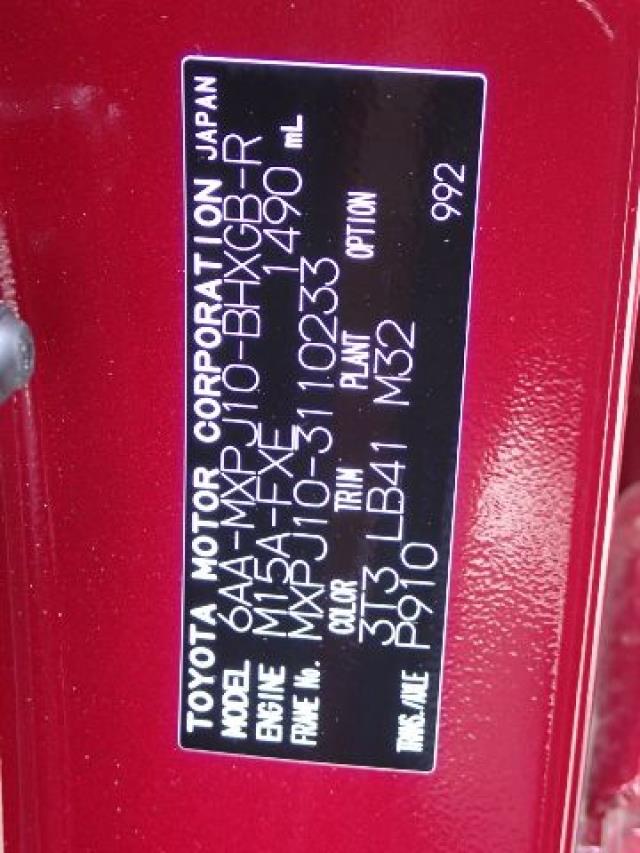 TOYOTA MOTOR CORPORATION JAPAN
MODEL 6AA-MXPJ10-BHXGB-R
ENGINE M15A-FXE 1490 mL
FRAME No. MXPJ10-3110233
COLOR TRIM PLANT OPTION
3T3 LB41 M32
TRANS./AXLE P910 992